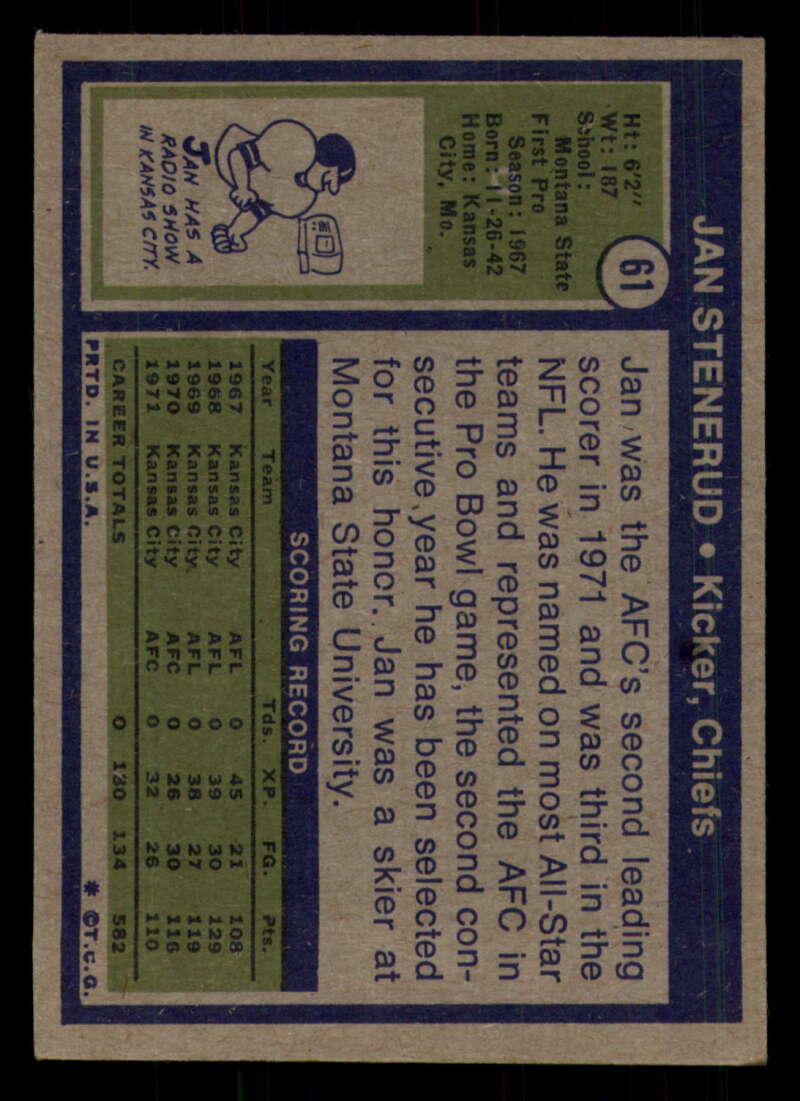 JAN STENERUD • Kicker, Chiefs
61
Ht: 6'2"
Wt: 187
School:
Montana State
First Pro
Season: 1967
Born: 11-26-42
Home: Kansas
City, Mo.
JAN HAS A
RADIO SHOW
IN KANSAS CITY.
Jan was the AFC's second leading
scorer in 1971 and was third in the
NFL. He was named on most All-Star
teams and represented the AFC in
the Pro Bowl game, the second con-
secutive year he has been selected
for this honor. Jan was a skier at
Montana State University.
SCORING RECORD
Year Team Tds. XP. FG. Pts.
1967 Kansas City AFL 0 45 21 108
1968 Kansas City AFL 0 39 30 129
1969 Kansas City AFL 0 38 27 119
1970 Kansas City AFC 0 26 30 116
1971 Kansas City AFC 0 32 26 110
CAREER TOTALS 0 130 134 582
PRTD. IN U.S.A. * ©T.C.G.